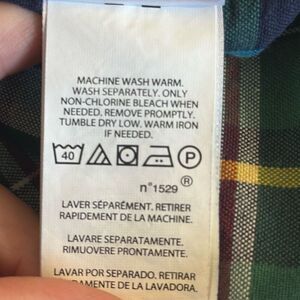 MACHINE WASH WARM.
WASH SEPARATELY. ONLY
NON-CHLORINE BLEACH WHEN
NEEDED. REMOVE PROMPTLY.
TUMBLE DRY LOW, WARM IRON
IF NEEDED.
40 P
®
n°1529
LAVER SÉPARÉMENT. RETIRER
RAPIDEMENT DE LA MACHINE.
LAVARE SEPARATAMENTE.
RIMUOVERE PRONTAMENTE.
LAVAR POR SEPARADO. RETIRAR
DAMENTE DE LA LAVADORA.